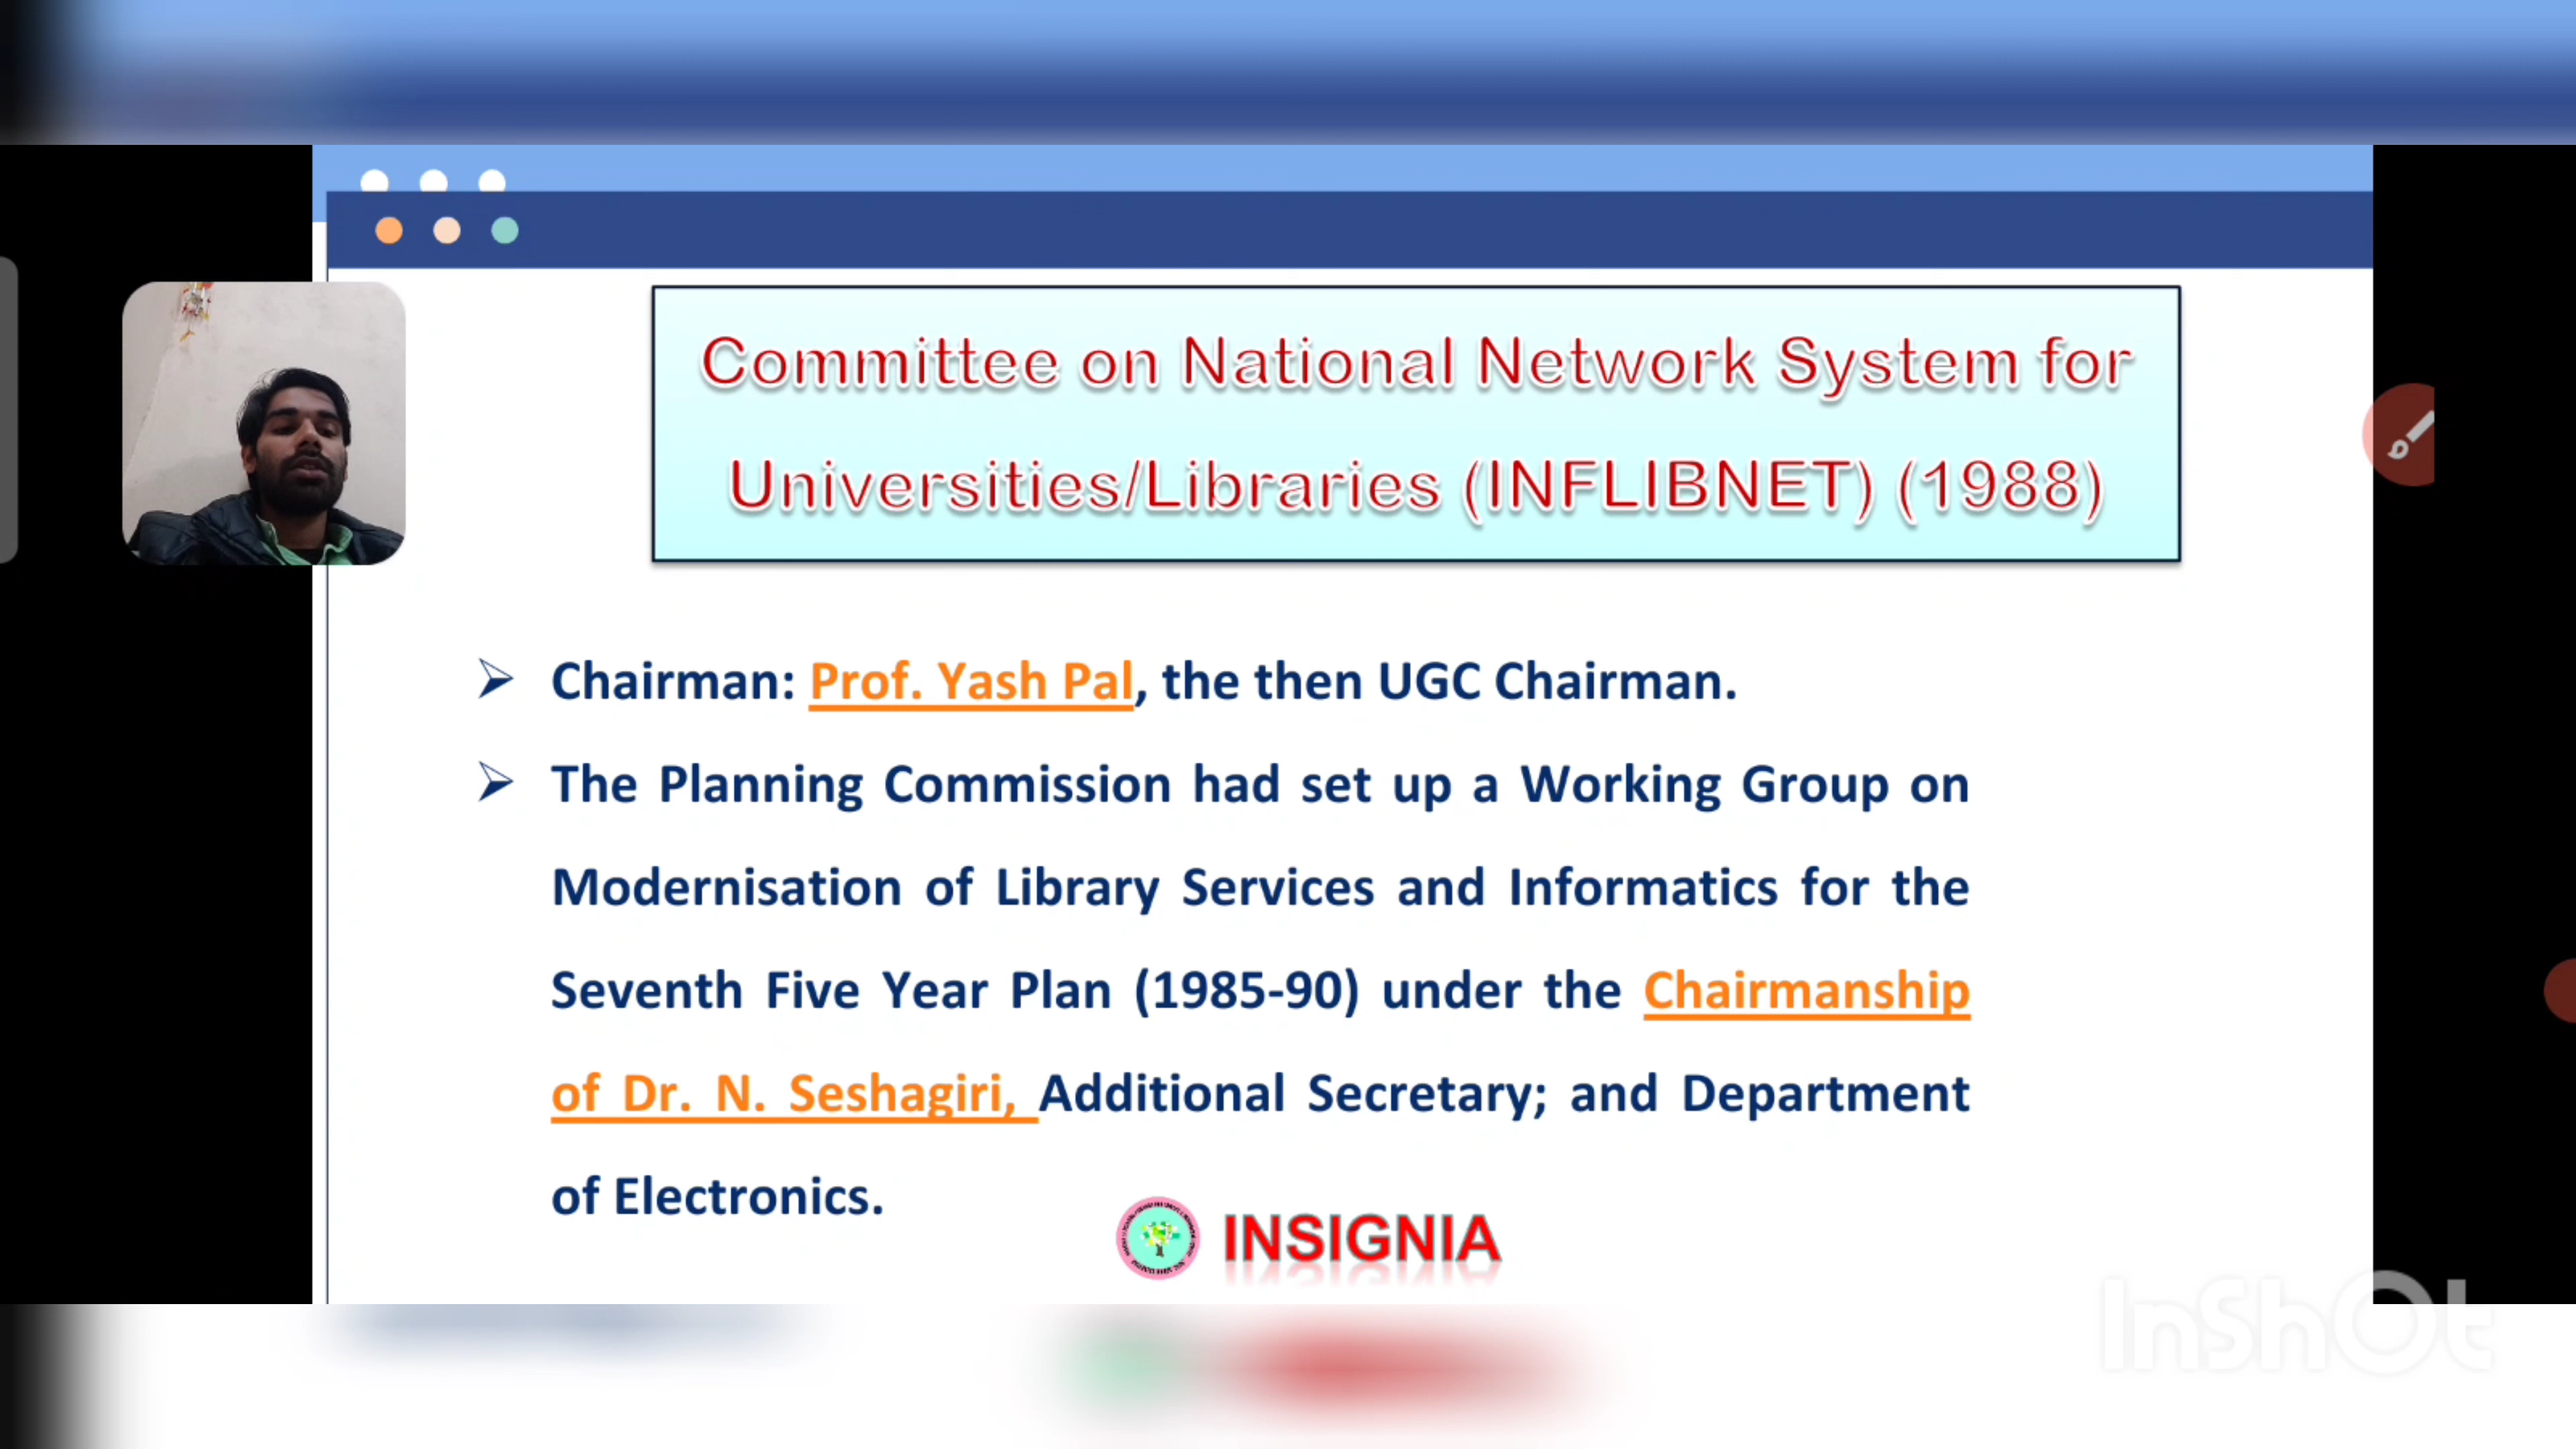 Committee on National Network System for
Universities/Libraries (INFLIBNET) (1988)
➢ Chairman: Prof. Yash Pal, the then UGC Chairman.
➢ The Planning Commission had set up a Working Group on
Modernisation of Library Services and Informatics for the
Seventh Five Year Plan (1985-90) under the Chairmanship
of Dr. N. Seshagiri, Additional Secretary; and Department
of Electronics.
INSIGNIA
InShOt